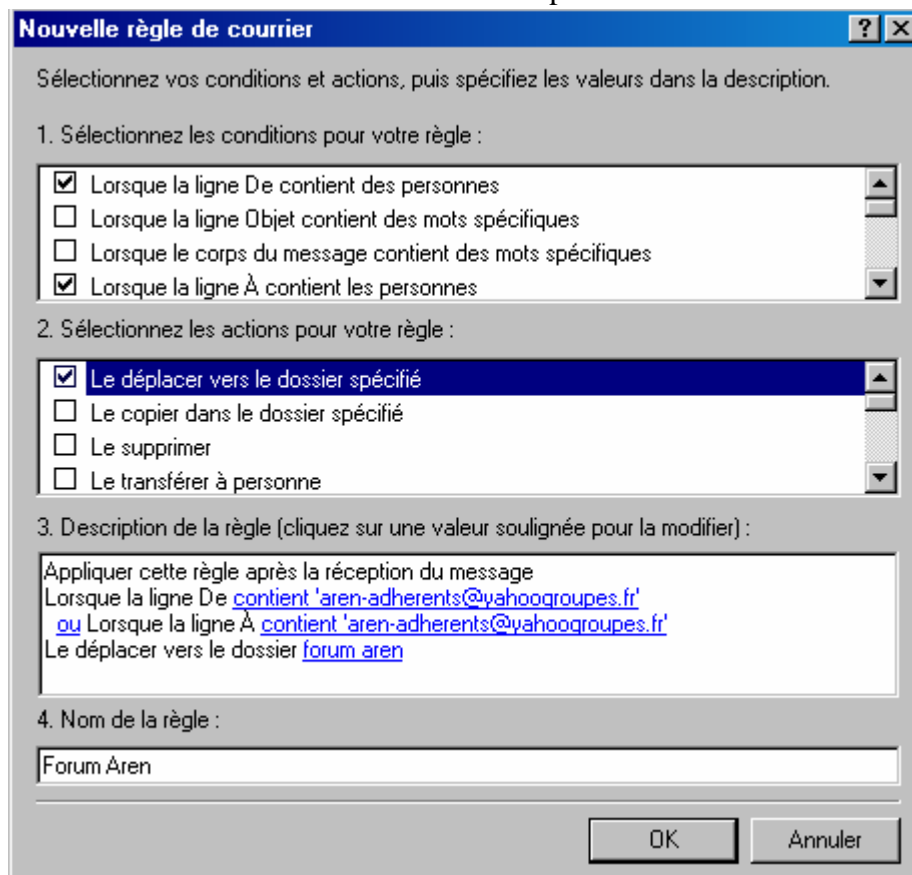 Nouvelle règle de courrier
Sélectionnez vos conditions et actions, puis spécifiez les valeurs dans la description.
1. Sélectionnez les conditions pour votre règle :
Lorsque la ligne De contient des personnes
Lorsque la ligne Objet contient des mots spécifiques
Lorsque le corps du message contient des mots spécifiques
Lorsque la ligne À contient les personnes
2. Sélectionnez les actions pour votre règle :
Le déplacer vers le dossier spécifié
Le copier dans le dossier spécifié
Le supprimer
Le transférer à personne
3. Description de la règle (cliquez sur une valeur soulignée pour la modifier) :
Appliquer cette règle après la réception du message
Lorsque la ligne De contient 'aren-adherents@yahoogroupes.fr'
ou Lorsque la ligne À contient 'aren-adherents@yahoogroupes.fr'
Le déplacer vers le dossier forum aren
4. Nom de la règle :
Forum Aren
OK Annuler